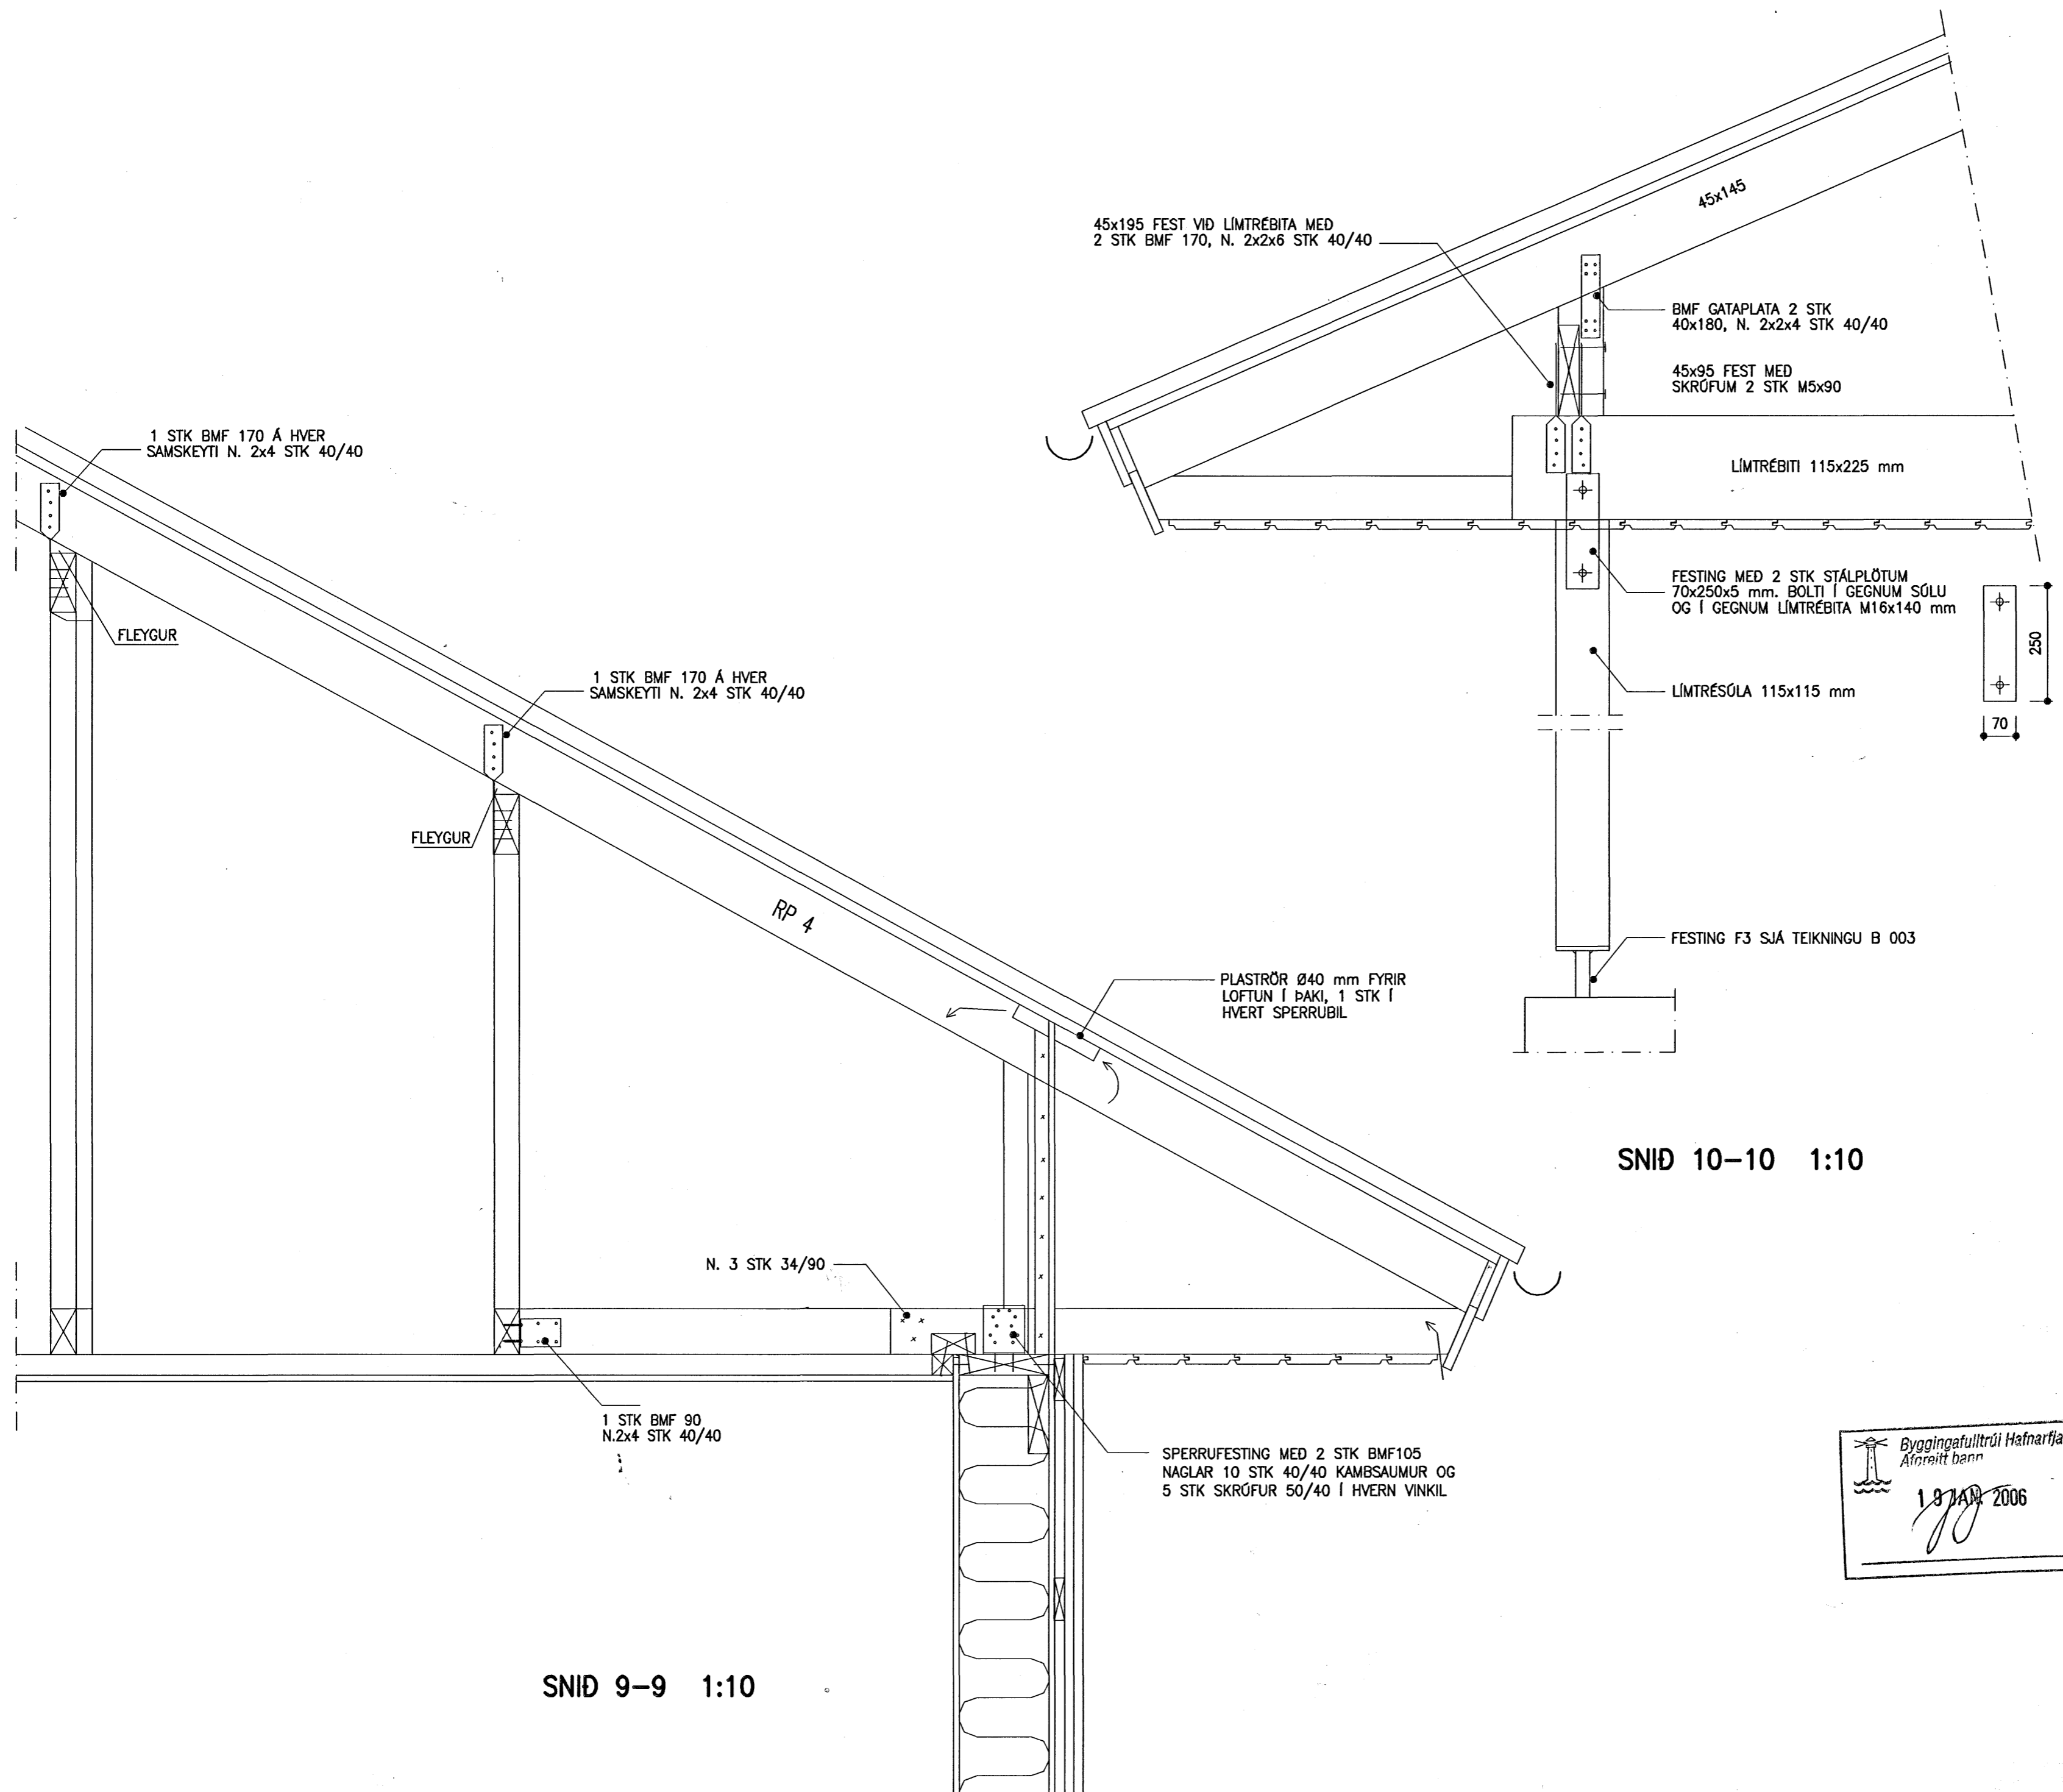 45x145
45x195 FEST VIÐ LÍMTRÉBITA MEÐ
2 STK BMF 170, N. 2x2x6 STK 40/40
BMF GATAPLATA 2 STK
40x180, N. 2x2x4 STK 40/40
45x95 FEST MEÐ
SKRÚFUM 2 STK M5x90
LÍMTRÉBITI 115x225 mm
FESTING MEÐ 2 STK STÁLPLÖTUM
70x250x5 mm. BOLTI Í GEGNUM SÚLU
OG Í GEGNUM LÍMTRÉBITA M16x140 mm
250
70
LÍMTRÉSÚLA 115x115 mm
FESTING F3 SJÁ TEIKNINGU B 003
SNIÐ 10-10 1:10
1 STK BMF 170 Á HVER
SAMSKEYTI N. 2x4 STK 40/40
FLEYGUR
1 STK BMF 170 Á HVER
SAMSKEYTI N. 2x4 STK 40/40
FLEYGUR
RP 4
PLASTRÖR Ø40 mm FYRIR
LOFTUN Í ÞAKI, 1 STK Í
HVERT SPERRUBIL
N. 3 STK 34/90
1 STK BMF 90
N.2x4 STK 40/40
SPERRUFESTING MEÐ 2 STK BMF105
NAGLAR 10 STK 40/40 KAMBSAUMUR OG
5 STK SKRÚFUR 50/40 Í HVERN VINKIL
SNIÐ 9-9 1:10
Byggingafulltrúi Hafnarfja
Afgreitt þann
19 JAN. 2006